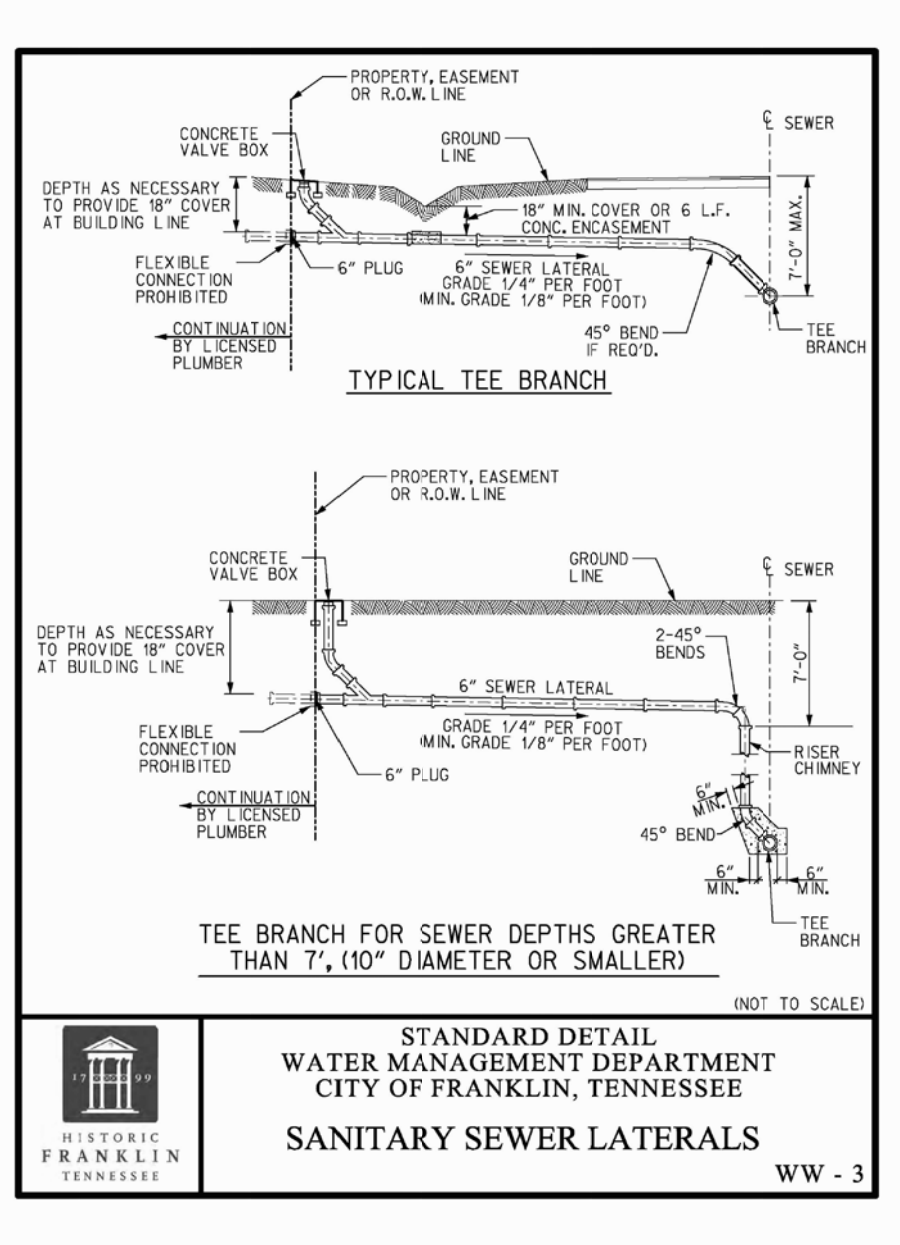 PROPERTY, EASEMENT
OR R.O.W. LINE
℄ SEWER
CONCRETE
VALVE BOX
GROUND
LINE
DEPTH AS NECESSARY
TO PROVIDE 18" COVER
AT BUILDING LINE
18" MIN. COVER OR 6 L.F.
CONC. ENCASEMENT
7'-0" MAX.
FLEXIBLE
CONNECTION
PROHIBITED
6" PLUG
6" SEWER LATERAL
GRADE 1/4" PER FOOT
(MIN. GRADE 1/8" PER FOOT)
CONTINUATION
BY LICENSED
PLUMBER
45° BEND
IF REQ'D.
TEE
BRANCH
TYPICAL TEE BRANCH
PROPERTY, EASEMENT
OR R.O.W. LINE
CONCRETE
VALVE BOX
GROUND
LINE
℄ SEWER
DEPTH AS NECESSARY
TO PROVIDE 18" COVER
AT BUILDING LINE
2-45°
BENDS
7'-0"
6" SEWER LATERAL
GRADE 1/4" PER FOOT
(MIN. GRADE 1/8" PER FOOT)
FLEXIBLE
CONNECTION
PROHIBITED
6" PLUG
RISER
CHIMNEY
CONTINUATION
BY LICENSED
PLUMBER
6"
MIN.
45° BEND
6"
MIN.
6"
MIN.
TEE
BRANCH
TEE BRANCH FOR SEWER DEPTHS GREATER
THAN 7', (10" DIAMETER OR SMALLER)
(NOT TO SCALE)
17 99
HISTORIC
FRANKLIN
TENNESSEE
STANDARD DETAIL
WATER MANAGEMENT DEPARTMENT
CITY OF FRANKLIN, TENNESSEE
SANITARY SEWER LATERALS
WW - 3